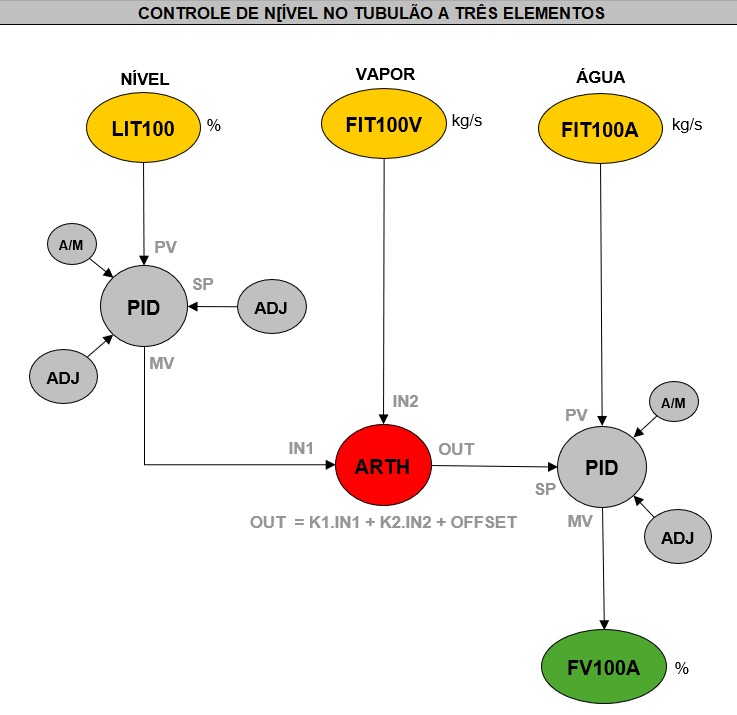 CONTROLE DE N[ÍVEL NO TUBULÃO A TRÊS ELEMENTOS
NÍVEL
VAPOR
ÁGUA
LIT100
%
FIT100V
kg/s
FIT100A
kg/s
A/M
PV
SP
PID
ADJ
ADJ
MV
IN2
A/M
PV
IN1
ARTH
OUT
PID
SP
OUT = K1.IN1 + K2.IN2 + OFFSET
MV
ADJ
FV100A
%